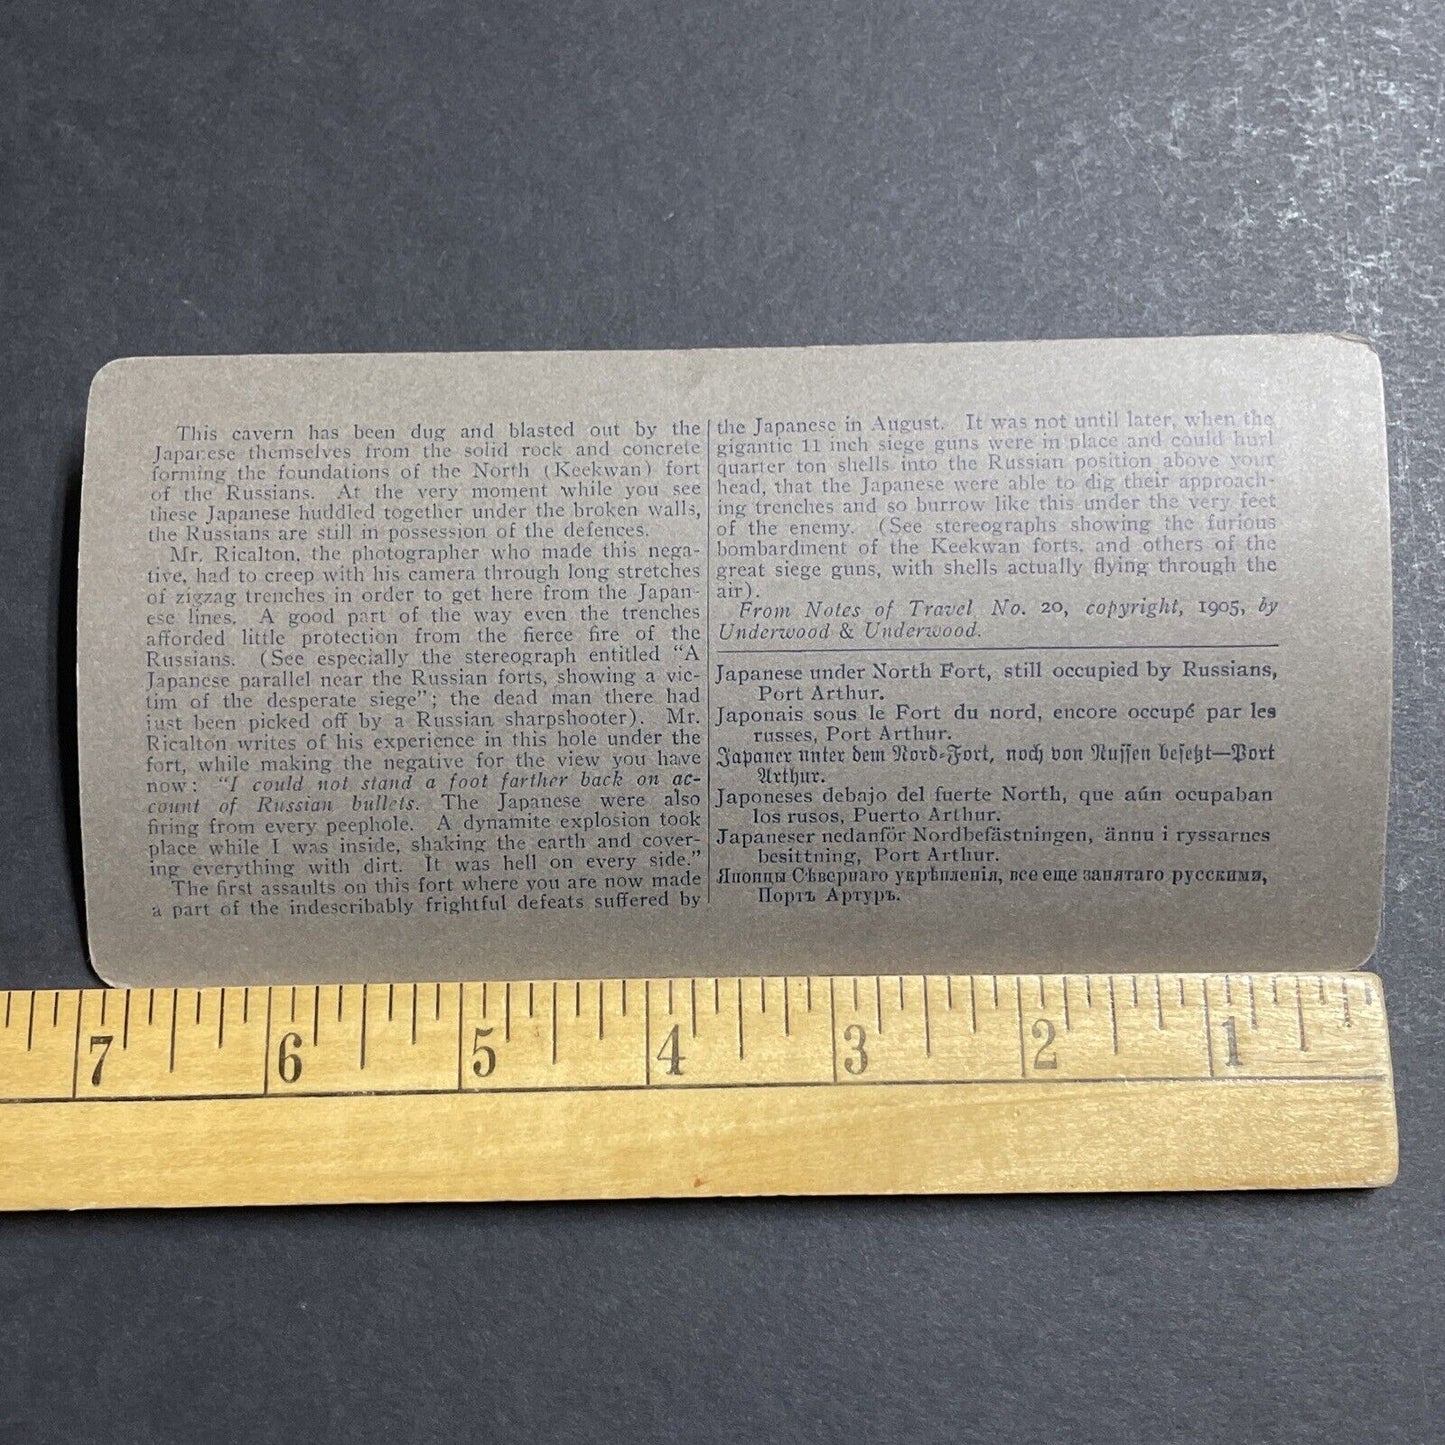 This cavern has been dug and blasted out by the
Japanese themselves from the solid rock and concrete
forming the foundations of the North (Keekwan) fort
of the Russians. At the very moment while you see
these Japanese huddled together under the broken walls,
the Russians are still in possession of the defences.
Mr. Ricalton, the photographer who made this nega-
tive, had to creep with his camera through long stretches
of zigzag trenches in order to get here from the Japan-
ese lines. A good part of the way even the trenches
afforded little protection from the fierce fire of the
Russians. (See especially the stereograph entitled "A
Japanese parallel near the Russian forts, showing a vic-
tim of the desperate siege"; the dead man there had
just been picked off by a Russian sharpshooter). Mr.
Ricalton writes of his experience in this hole under the
fort, while making the negative for the view you have
now: "I could not stand a foot farther back on ac-
count of Russian bullets. The Japanese were also
firing from every peephole. A dynamite explosion took
place while I was inside, shaking the earth and cover-
ing everything with dirt. It was hell on every side."
The first assaults on this fort where you are now made
a part of the indescribably frightful defeats suffered by
the Japanese in August. It was not until later, when the
gigantic 11 inch siege guns were in place and could hurl
quarter ton shells into the Russian position above your
head, that the Japanese were able to dig their approach-
ing trenches and so burrow like this under the very feet
of the enemy. (See stereographs showing the furious
bombardment of the Keekwan forts, and others of the
great siege guns, with shells actually flying through the
air).
From Notes of Travel No. 20, copyright, 1905, by
Underwood & Underwood.
Japanese under North Fort, still occupied by Russians,
Port Arthur.
Japonais sous le Fort du nord, encore occupé par les
russes, Port Arthur.
Japaner unter dem Nord-Fort, noch von Russen besetzt—Port
Arthur.
Japoneses debajo del fuerte North, que aún ocupaban
los rusos, Puerto Arthur.
Japaneser nedanför Nordbefästningen, ännu i ryssarnes
besittning, Port Arthur.
Японцы Сѣвернаго укрѣпленія, все еще занятаго русскими,
Портъ Артуръ.
7 6 5 4 3 2 1